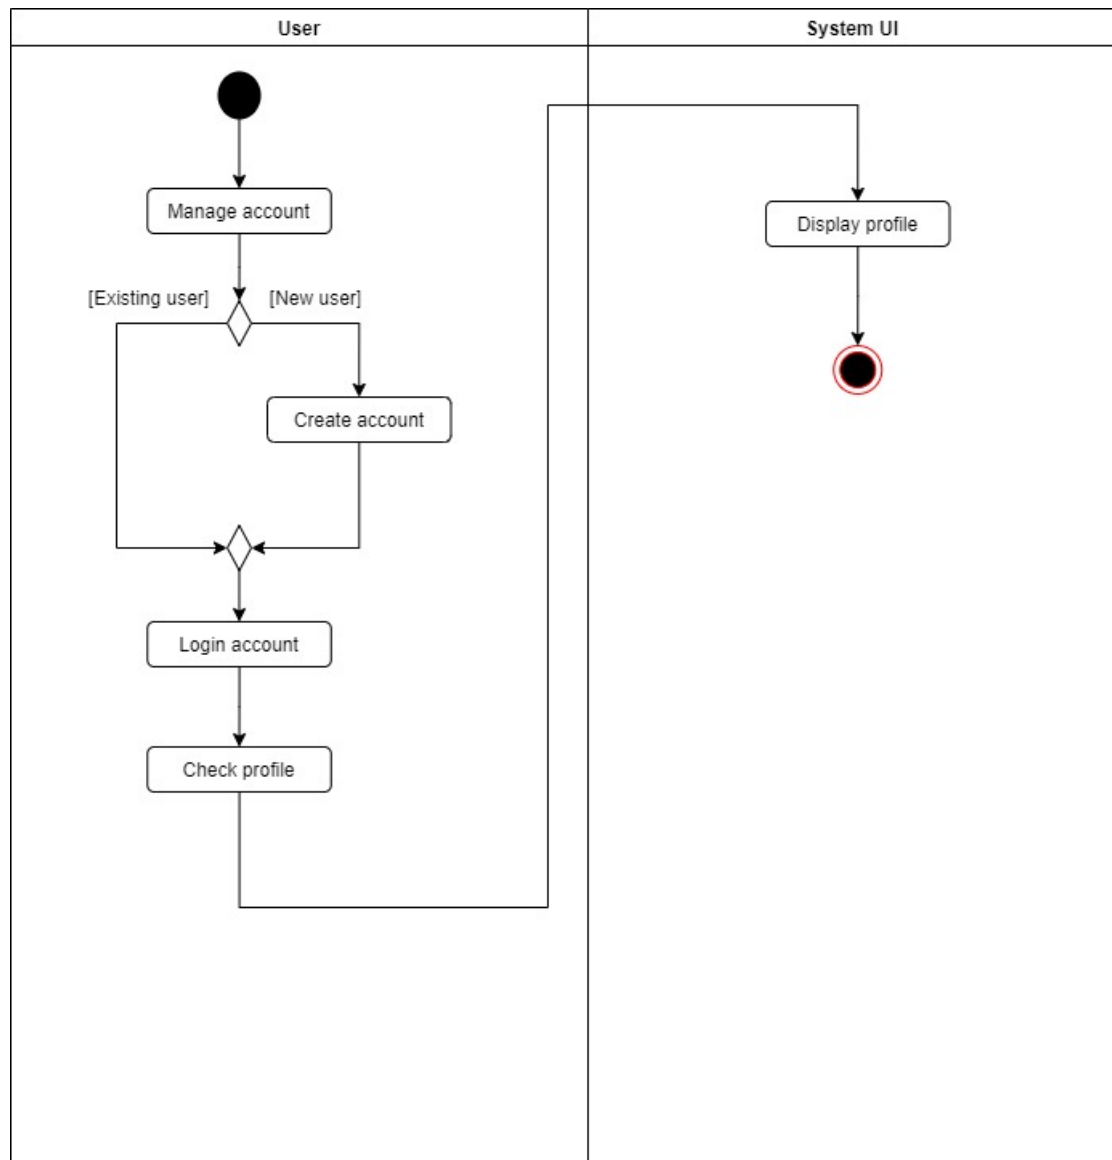 User
System UI
Manage account
Display profile
[Existing user]
[New user]
Create account
Login account
Check profile